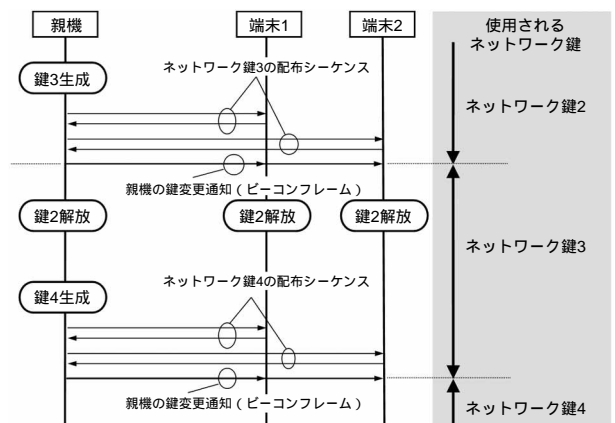 親機
端末1
端末2
使用される
ネットワーク鍵
鍵3生成
ネットワーク鍵3の配布シーケンス
ネットワーク鍵2
親機の鍵変更通知(ビーコンフレーム)
鍵2解放
鍵2解放
鍵2解放
ネットワーク鍵3
ネットワーク鍵4の配布シーケンス
鍵4生成
親機の鍵変更通知(ビーコンフレーム)
ネットワーク鍵4